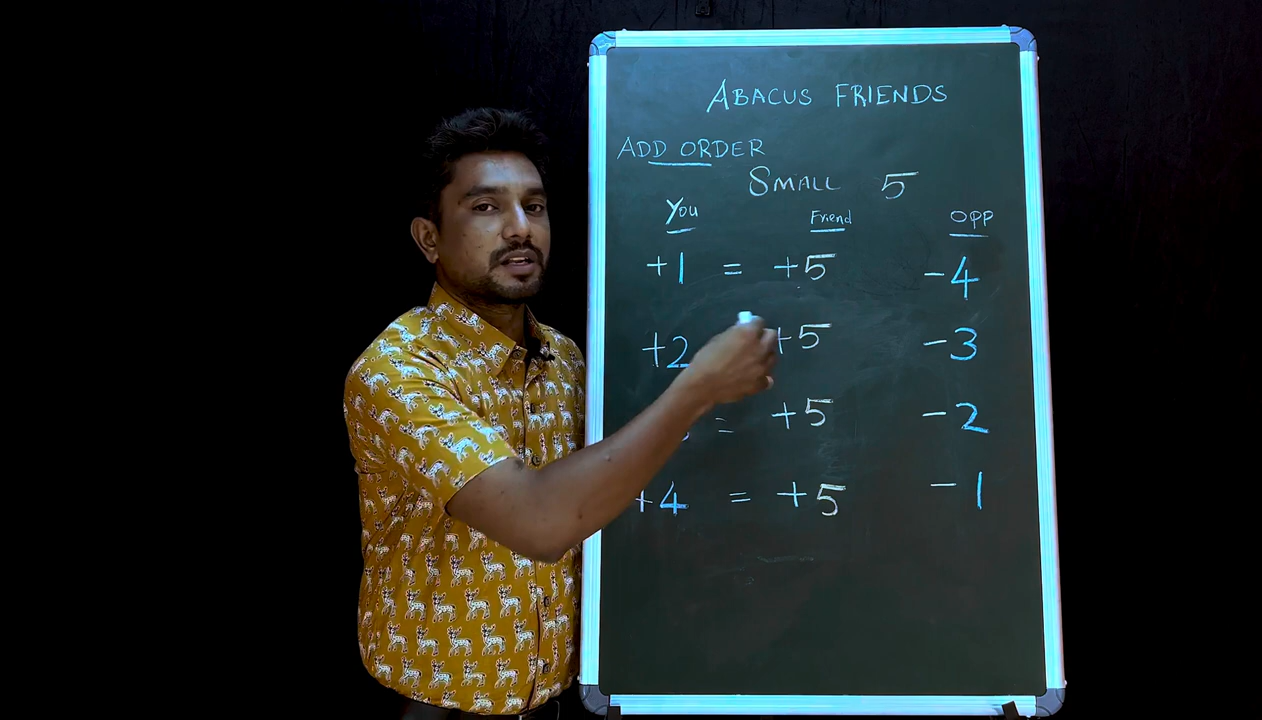 ABACUS FRIENDS
ADD ORDER
SMALL 5
You Friend OPP
+1 = +5 -4
+2 +5 -3
= +5 -2
+4 = +5 -1